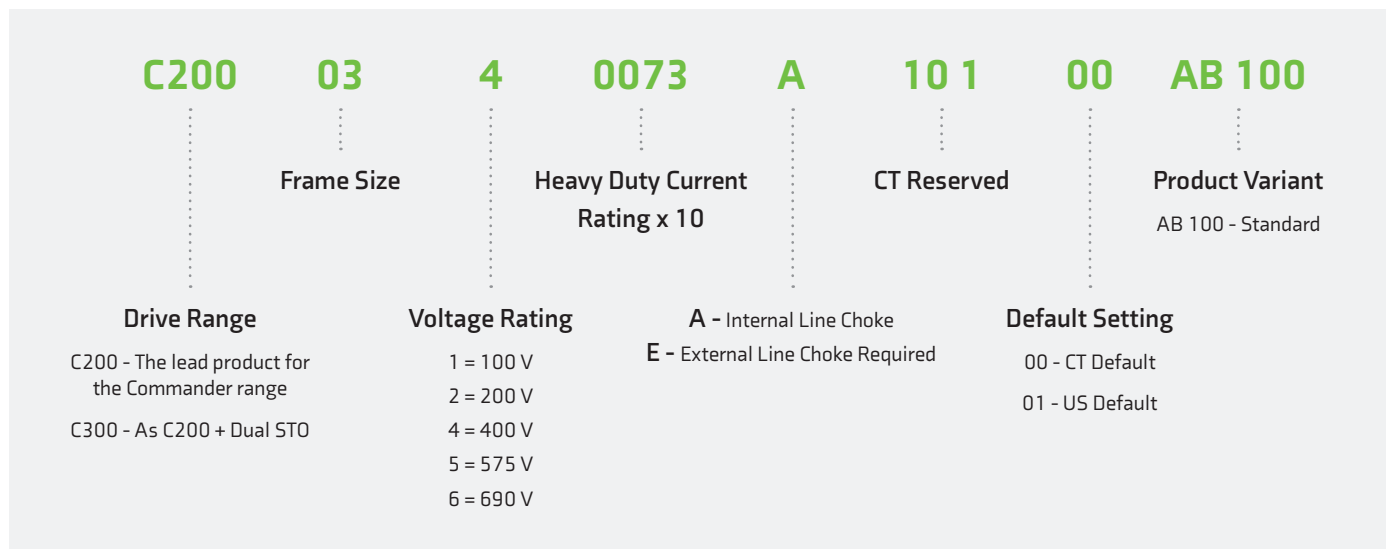 C200 03 4 0073 A 10 1 00 AB 100
Frame Size
Heavy Duty Current
Rating x 10
CT Reserved
Product Variant
AB 100 - Standard
Drive Range
C200 - The lead product for
the Commander range
C300 - As C200 + Dual STO
Voltage Rating
1 = 100 V
2 = 200 V
4 = 400 V
5 = 575 V
6 = 690 V
A - Internal Line Choke
E - External Line Choke Required
Default Setting
00 - CT Default
01 - US Default